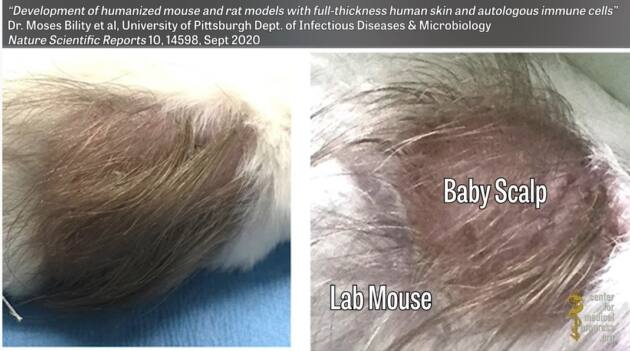 “Development of humanized mouse and rat models with full-thickness human skin and autologous immune cells”
Dr. Moses Bility et al, University of Pittsburgh Dept. of Infectious Diseases & Microbiology
Nature Scientific Reports 10, 14598, Sept 2020
Baby Scalp
Lab Mouse
center
for
medical
progress
.org